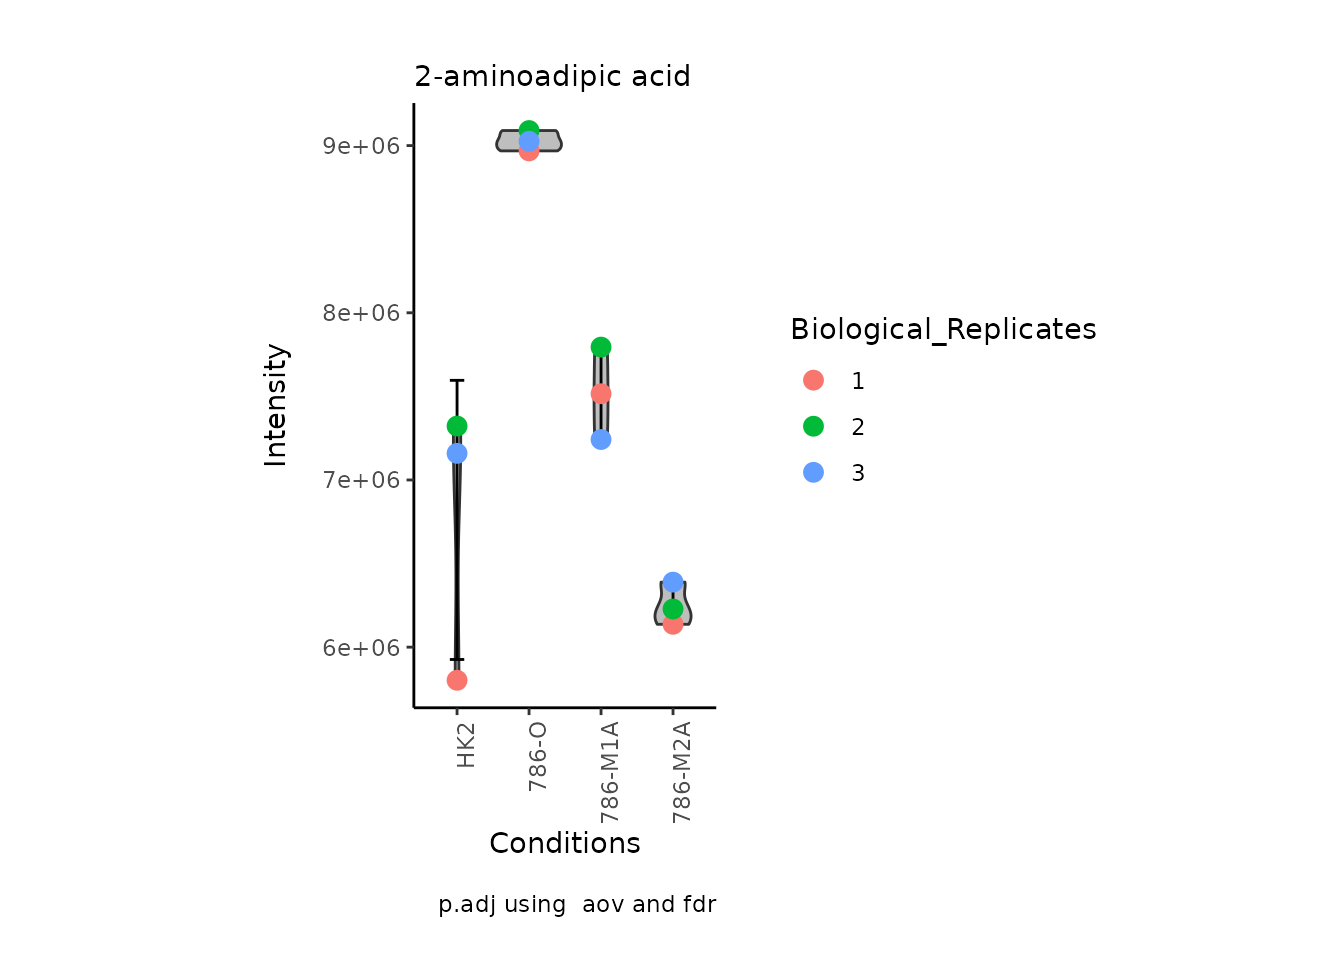 2-aminoadipic acid
9e+06
8e+06
7e+06
6e+06
Intensity
HK2
786-O
786-M1A
786-M2A
Conditions
p.adj using  aov and fdr
Biological_Replicates
1
2
3